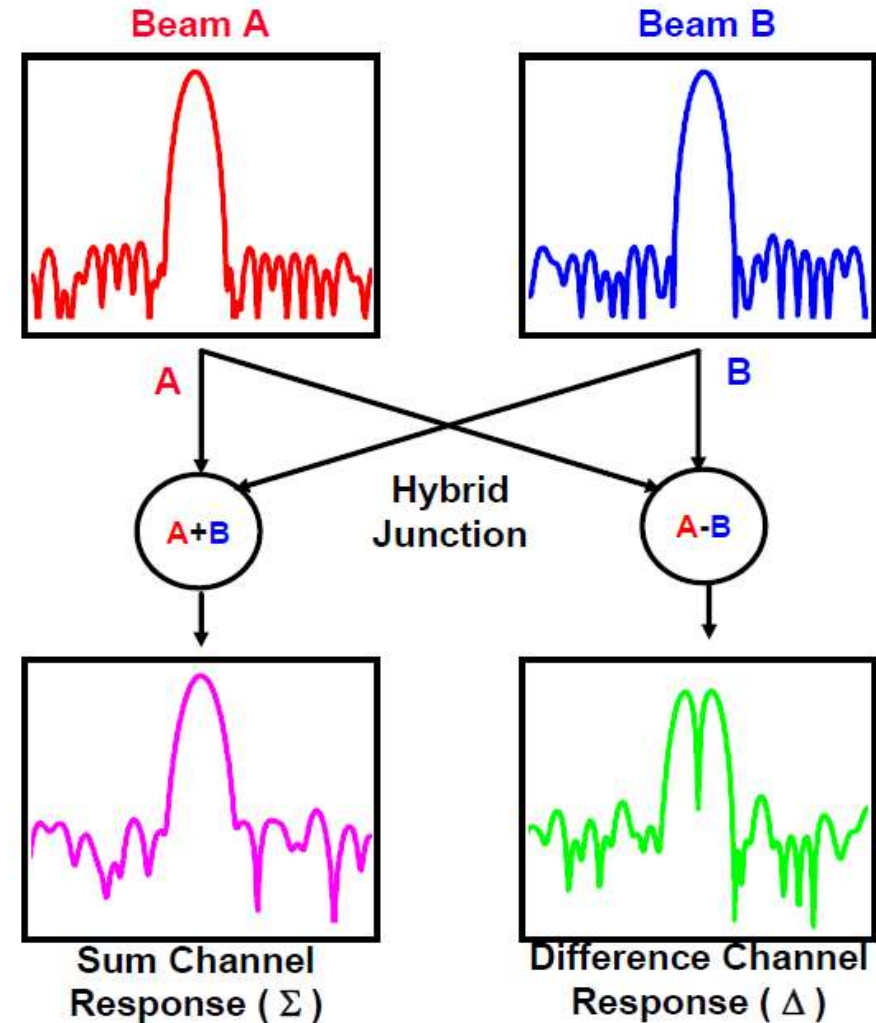 Beam A
Beam B
A
B
Hybrid
Junction
A+B
A-B
Sum Channel
Response ( Σ )
Difference Channel
Response ( Δ )